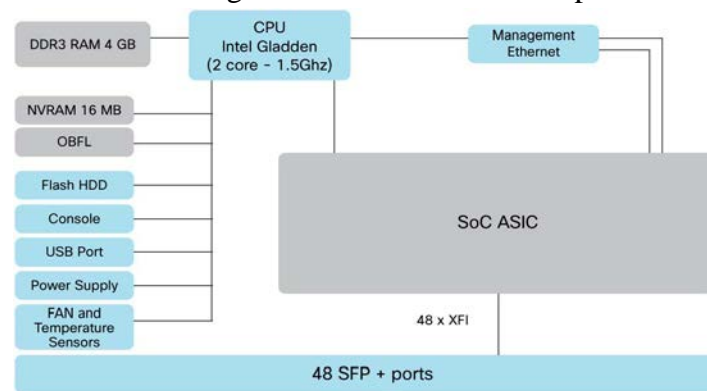 CPU
Intel Gladden
(2 core - 1.5Ghz)
DDR3 RAM 4 GB
Management
Ethernet
NVRAM 16 MB
OBFL
Flash HDD
Console
USB Port
Power Supply
FAN and
Temperature
Sensors
SoC ASIC
48 x XFI
48 SFP + ports